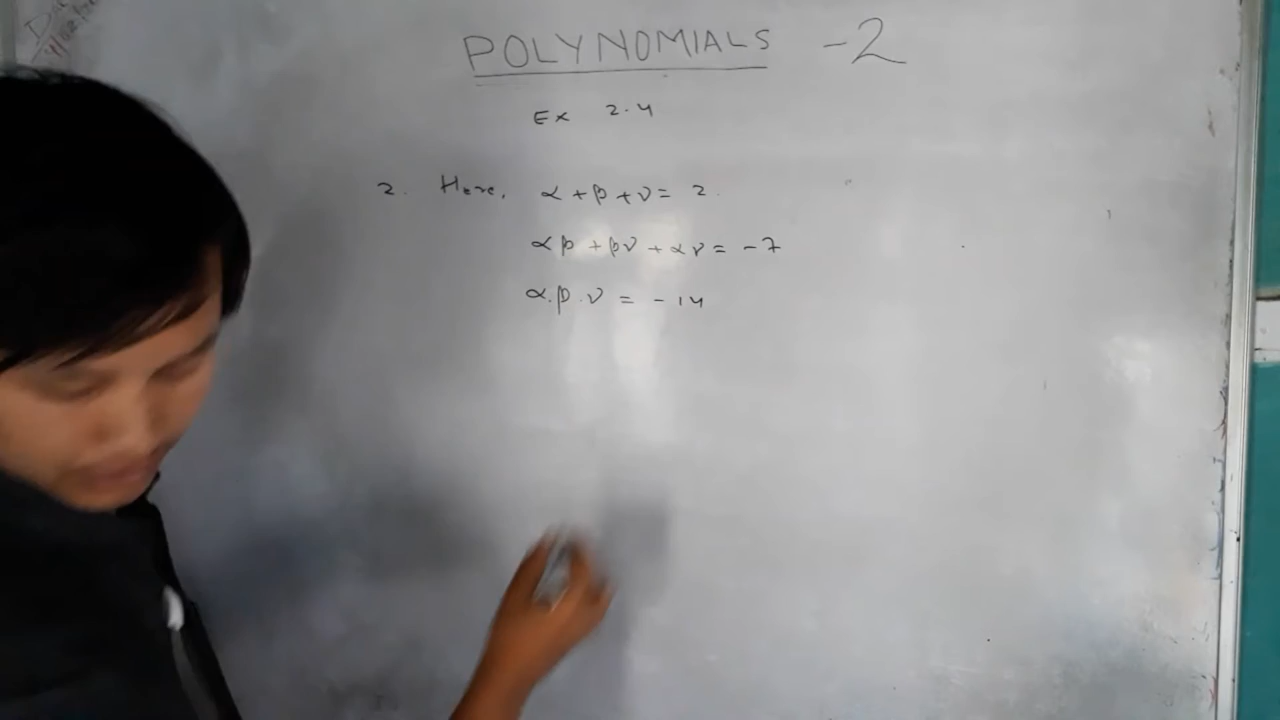 POLYNOMIALS -2
Ex 2.4
2. Here, α + β + γ = 2.
αβ + βγ + αγ = -7
α.β.γ = -14